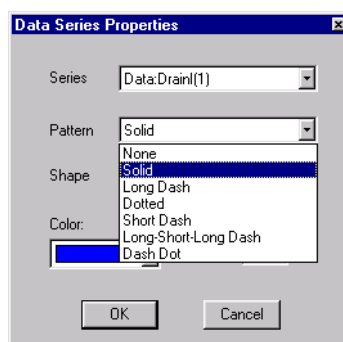 Data Series Properties
Series
Data:DrainI(1)
Pattern
Solid
None
Solid
Shape
Long Dash
Dotted
Color:
Short Dash
Long-Short-Long Dash
Dash Dot
OK
Cancel